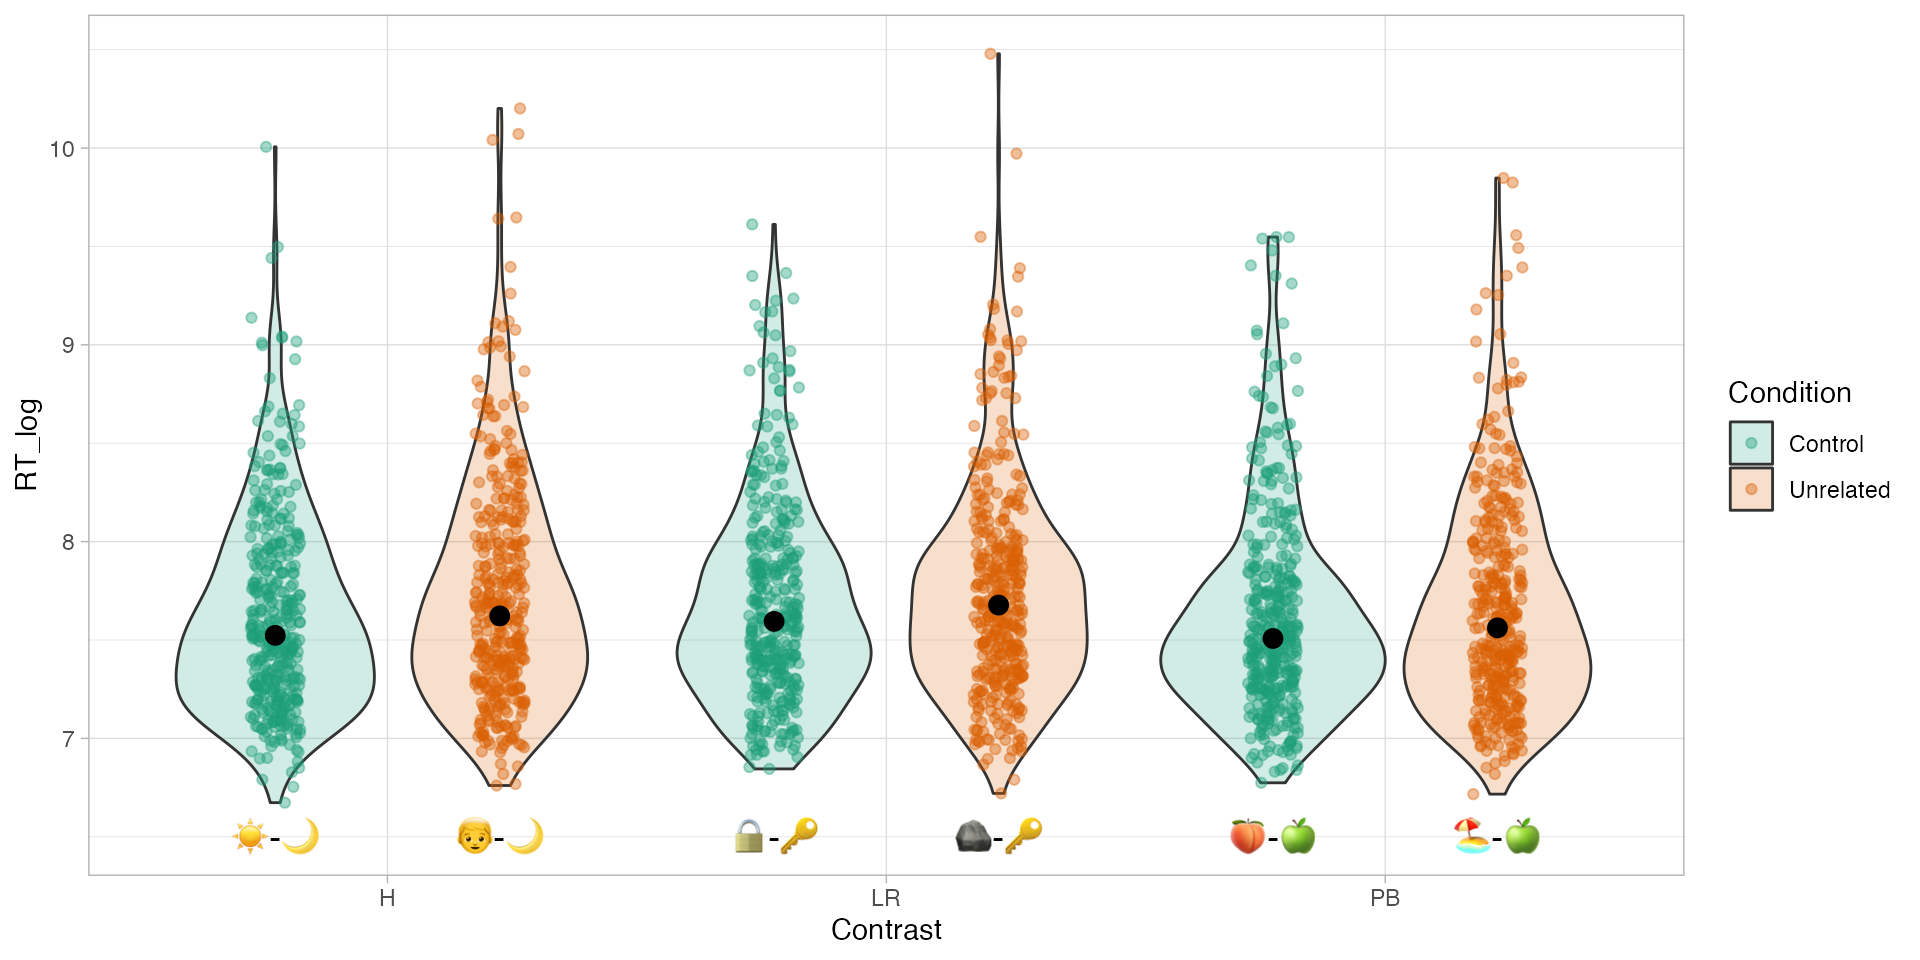 RT_log
10
9
8
7
☀️-🌙
👨-🌙
🔒-🔑
🪨-🔑
🍑-🍏
🏖️-🍏
H
LR
PB
Contrast
Condition
Control
Unrelated